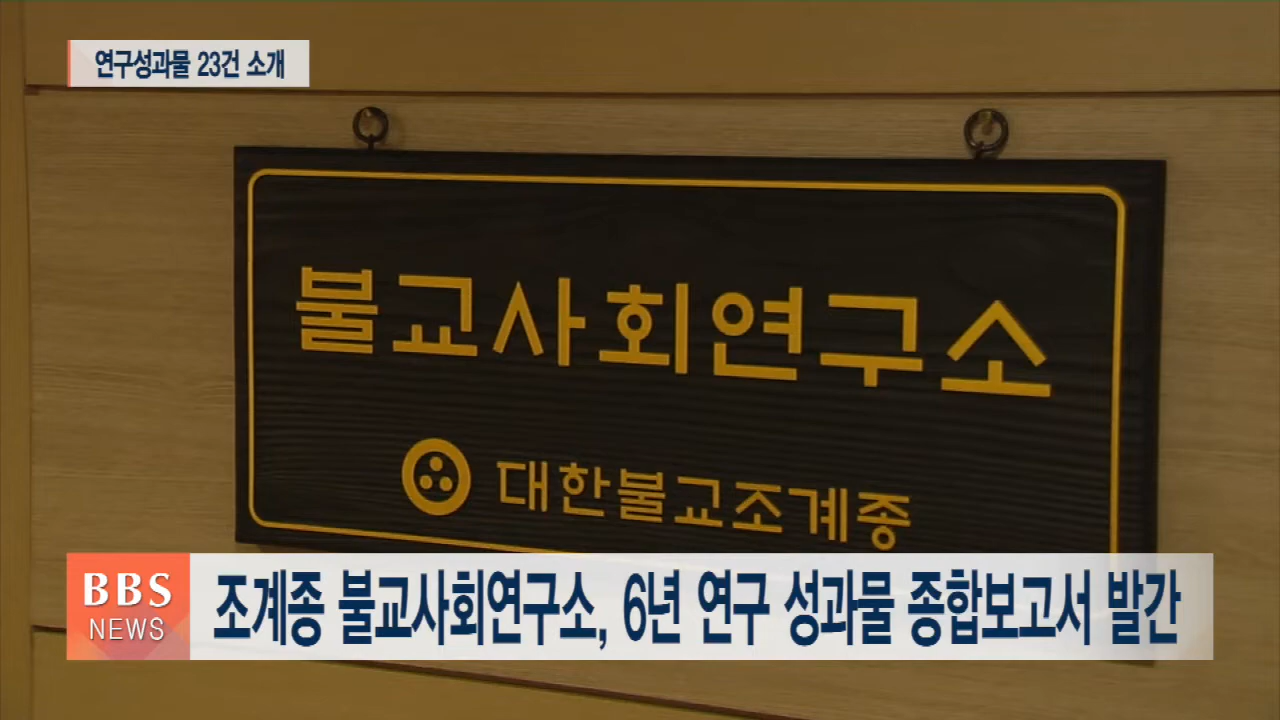 연구성과물 23건 소개
불교사회연구소
대한불교조계종
BBS
NEWS
조계종 불교사회연구소, 6년 연구 성과물 종합보고서 발간